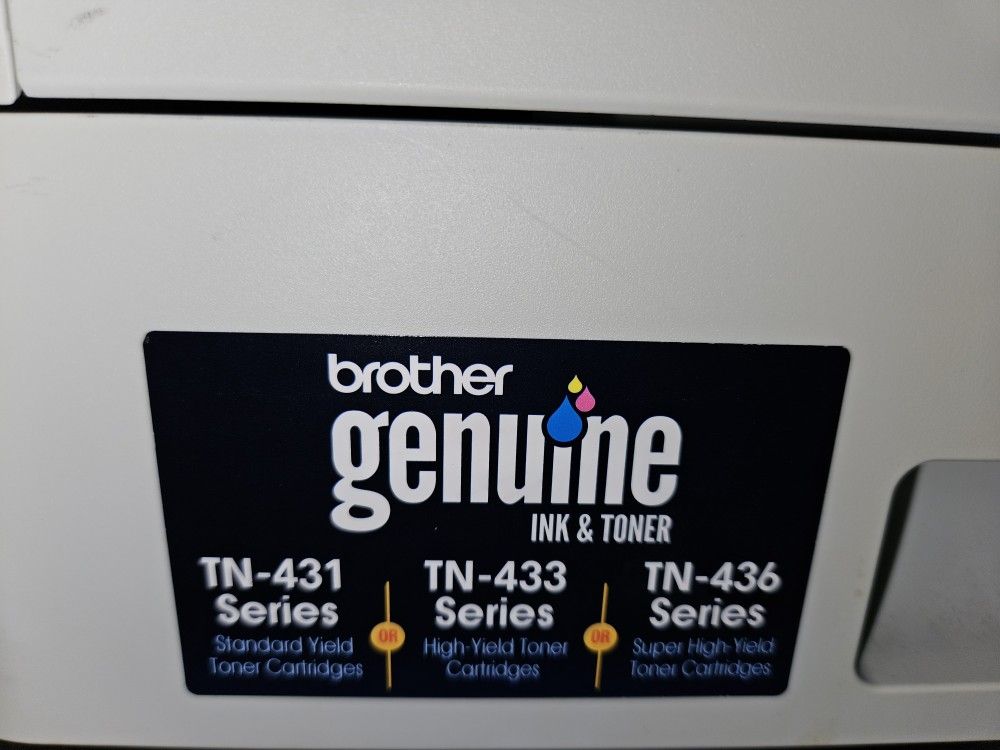 brother
genuine
INK & TONER
TN-431
Series
Standard Yield
Toner Cartridges
OR
TN-433
Series
High-Yield Toner
Cartridges
OR
TN-436
Series
Super High-Yield
Toner Cartridges